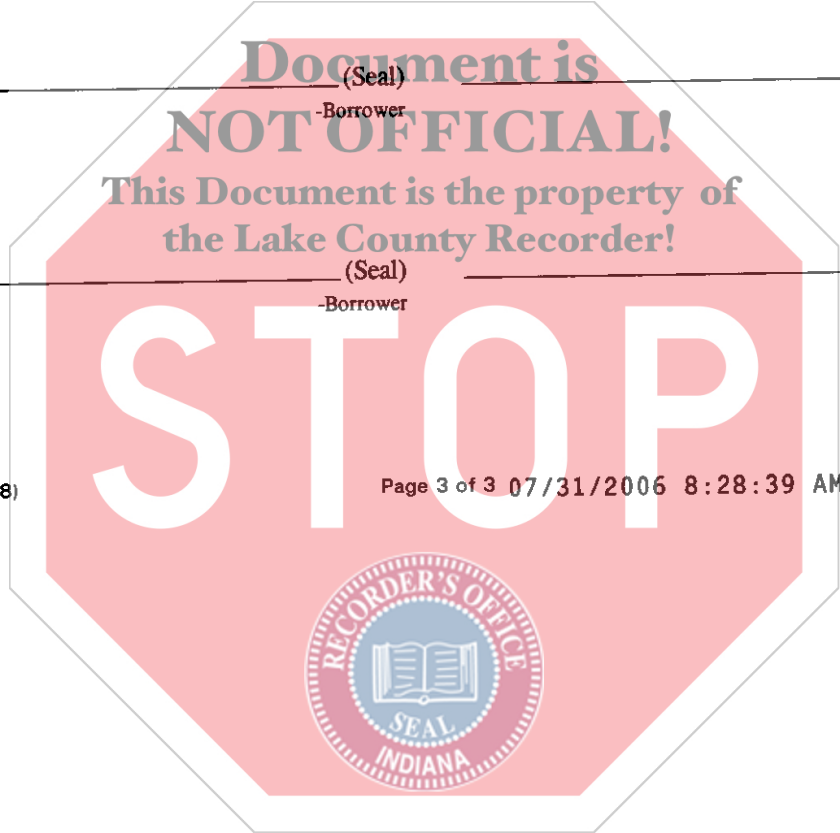 Document is
(Seal)
-Borrower
NOT OFFICIAL!
This Document is the property of
the Lake County Recorder!
(Seal)
-Borrower
STOP
8)
Page 3 of 3 07/31/2006 8:28:39 AM
RECORDER'S OFFICE
SEAL
INDIANA